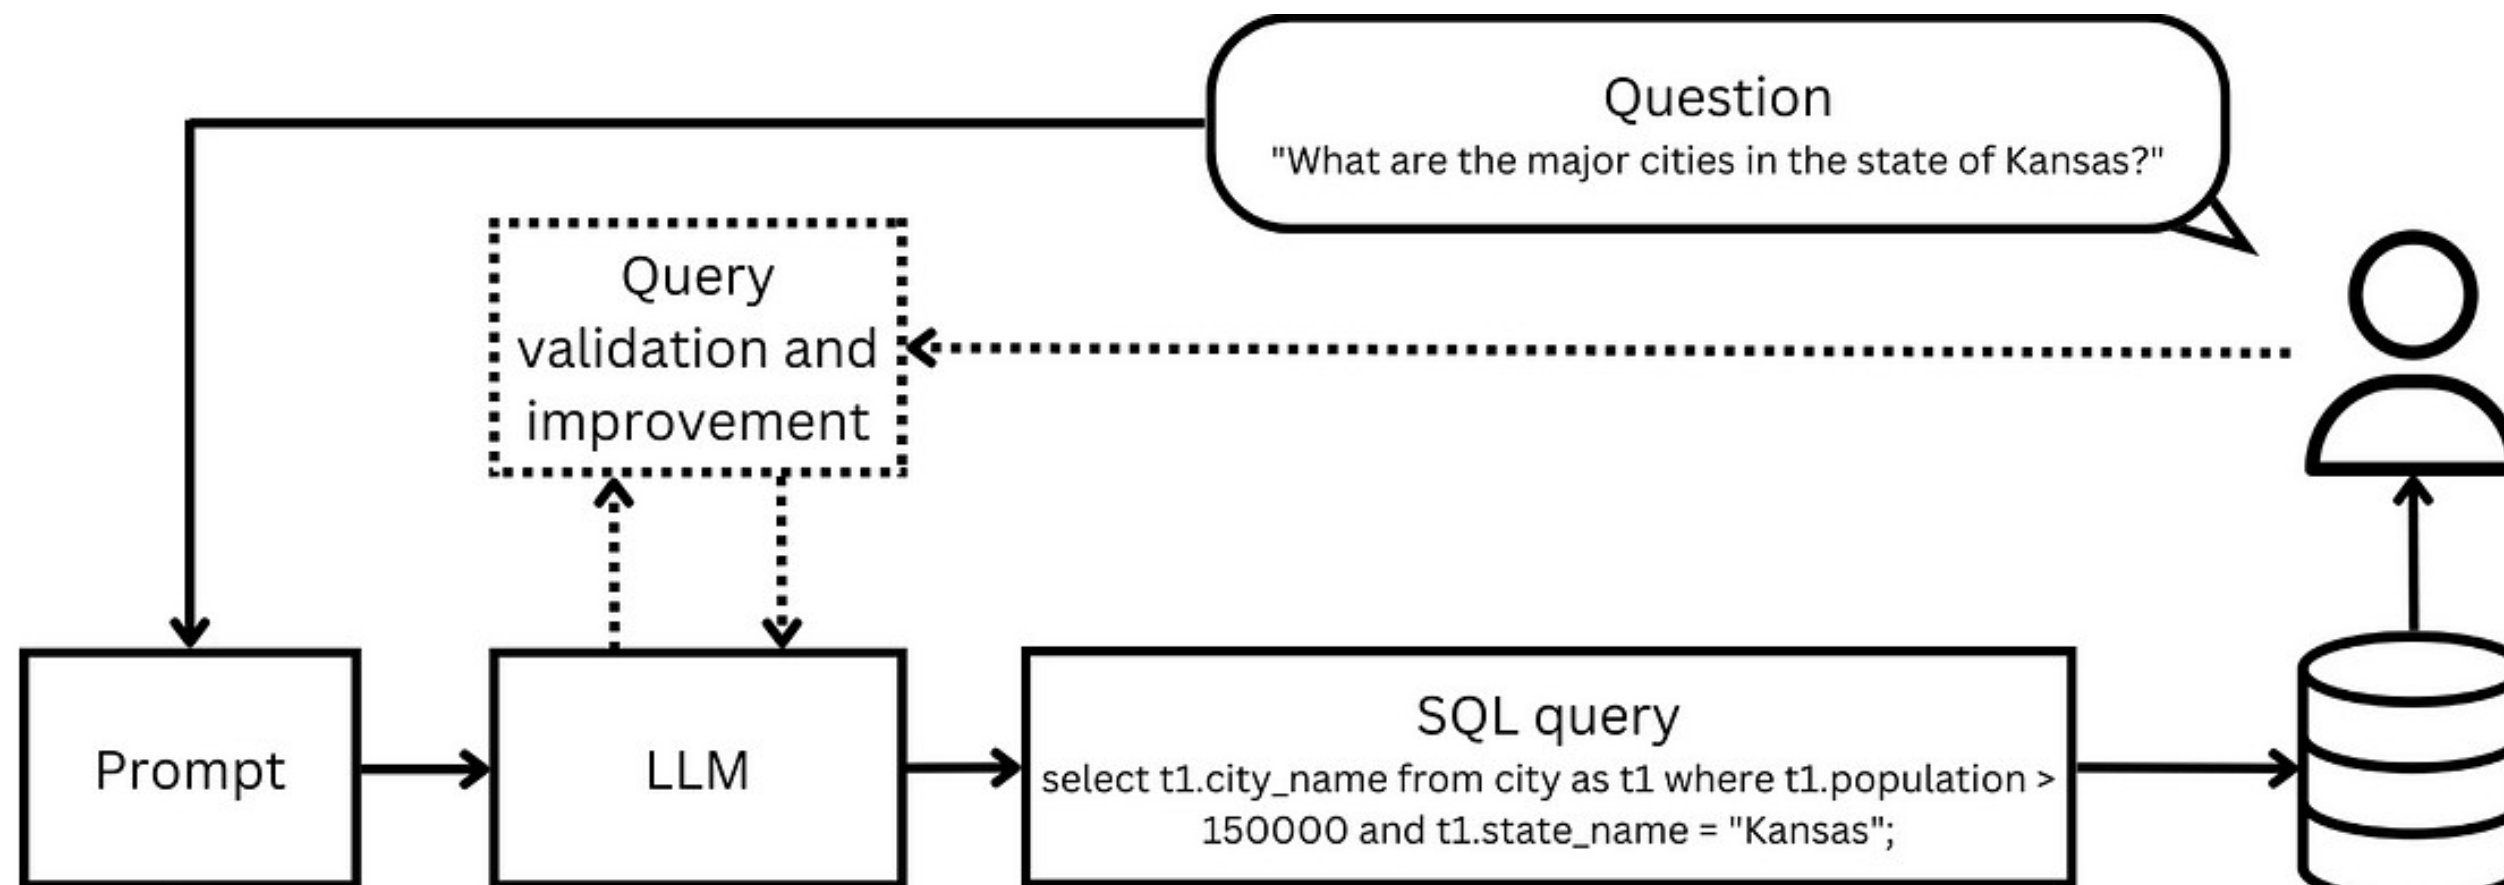 Question
"What are the major cities in the state of Kansas?"
Query
validation and
improvement
Prompt
LLM
SQL query
select t1.city_name from city as t1 where t1.population >
150000 and t1.state_name = "Kansas";